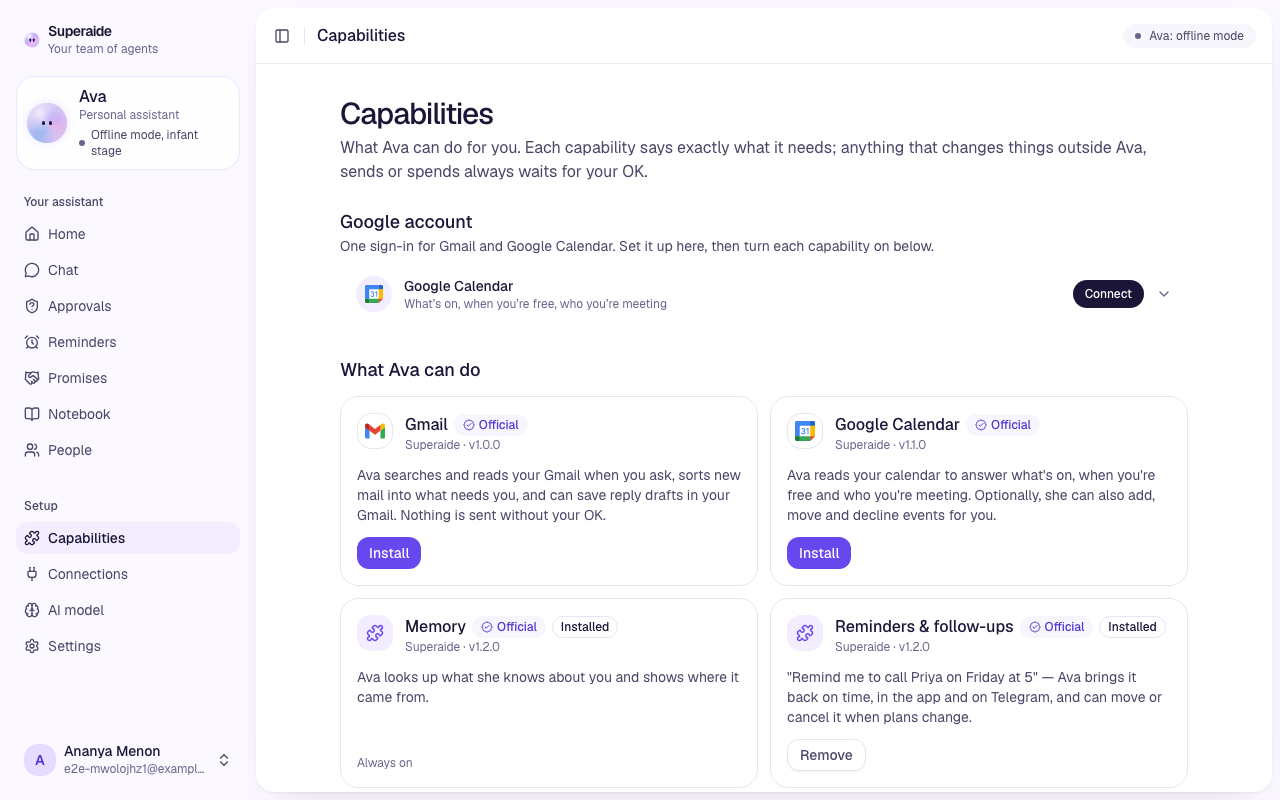 Superaide
Your team of agents
Ava
Personal assistant
Offline mode, infant
stage
Your assistant
Home
Chat
Approvals
Reminders
Promises
Notebook
People
Setup
Capabilities
Connections
AI model
Settings
A
Ananya Menon
e2e-mwolojhz1@exampl...
Capabilities
Ava: offline mode
Capabilities
What Ava can do for you. Each capability says exactly what it needs; anything that changes things outside Ava,
sends or spends always waits for your OK.
Google account
One sign-in for Gmail and Google Calendar. Set it up here, then turn each capability on below.
31
Google Calendar
What's on, when you're free, who you're meeting
Connect
What Ava can do
Gmail
Official
Superaide · v1.0.0
Ava searches and reads your Gmail when you ask, sorts new
mail into what needs you, and can save reply drafts in your
Gmail. Nothing is sent without your OK.
Install
31
Google Calendar
Official
Superaide · v1.1.0
Ava reads your calendar to answer what's on, when you're
free and who you're meeting. Optionally, she can also add,
move and decline events for you.
Install
Memory
Official
Installed
Superaide · v1.2.0
Ava looks up what she knows about you and shows where it
came from.
Always on
Reminders & follow-ups
Official
Installed
Superaide · v1.2.0
"Remind me to call Priya on Friday at 5" — Ava brings it
back on time, in the app and on Telegram, and can move or
cancel it when plans change.
Remove